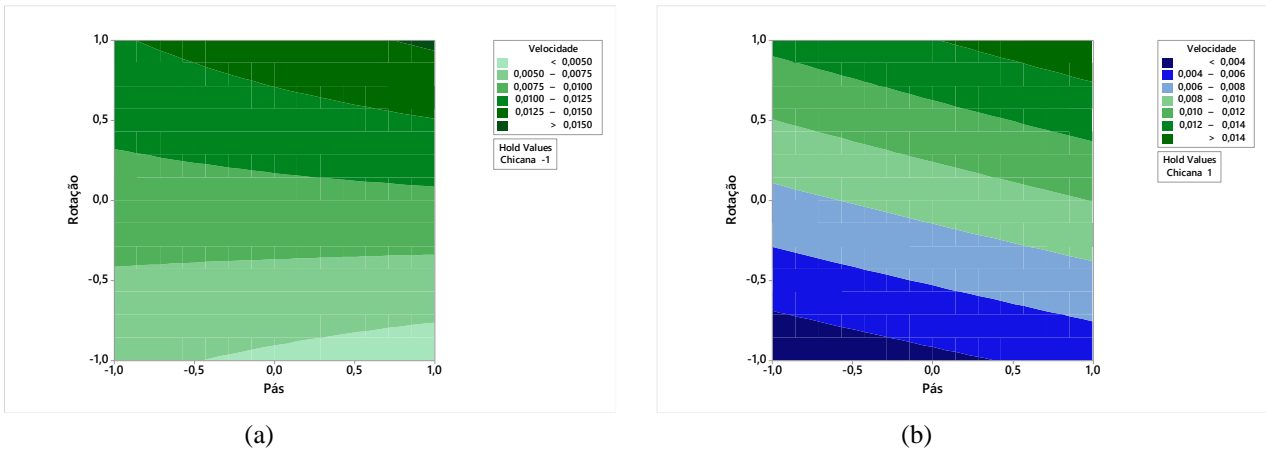 1,0
0,5
0,0
-0,5
-1,0
Rotação
-1,0 -0,5 0,0 0,5 1,0
Pás
Velocidade
< 0,0050
0,0050 – 0,0075
0,0075 – 0,0100
0,0100 – 0,0125
0,0125 – 0,0150
> 0,0150
Hold Values
Chicana -1
(a)
1,0
0,5
0,0
-0,5
-1,0
Rotação
-1,0 -0,5 0,0 0,5 1,0
Pás
Velocidade
< 0,004
0,004 – 0,006
0,006 – 0,008
0,008 – 0,010
0,010 – 0,012
0,012 – 0,014
> 0,014
Hold Values
Chicana 1
(b)